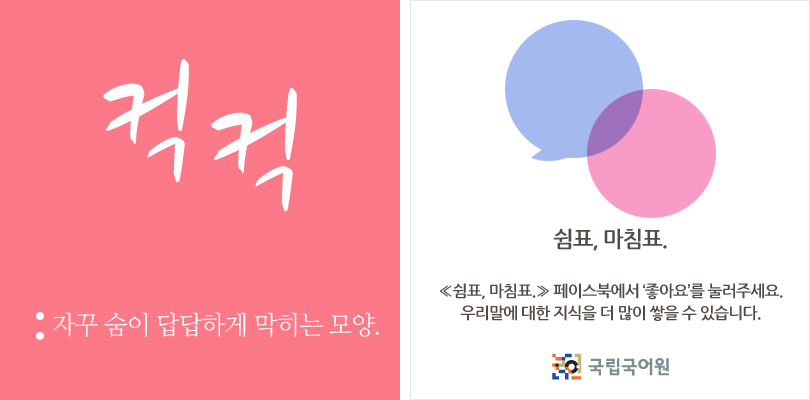 컥컥
: 자꾸 숨이 답답하게 막히는 모양.
쉼표, 마침표.
≪쉼표, 마침표.≫ 페이스북에서 '좋아요'를 눌러주세요.
우리말에 대한 지식을 더 많이 쌓을 수 있습니다.
국립국어원